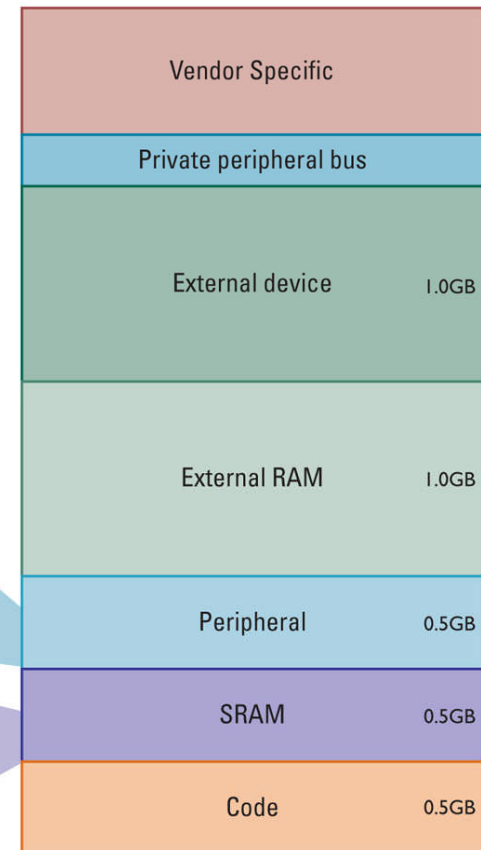 Vendor Specific
Private peripheral bus
External device 1.0GB
External RAM 1.0GB
Peripheral 0.5GB
SRAM 0.5GB
Code 0.5GB